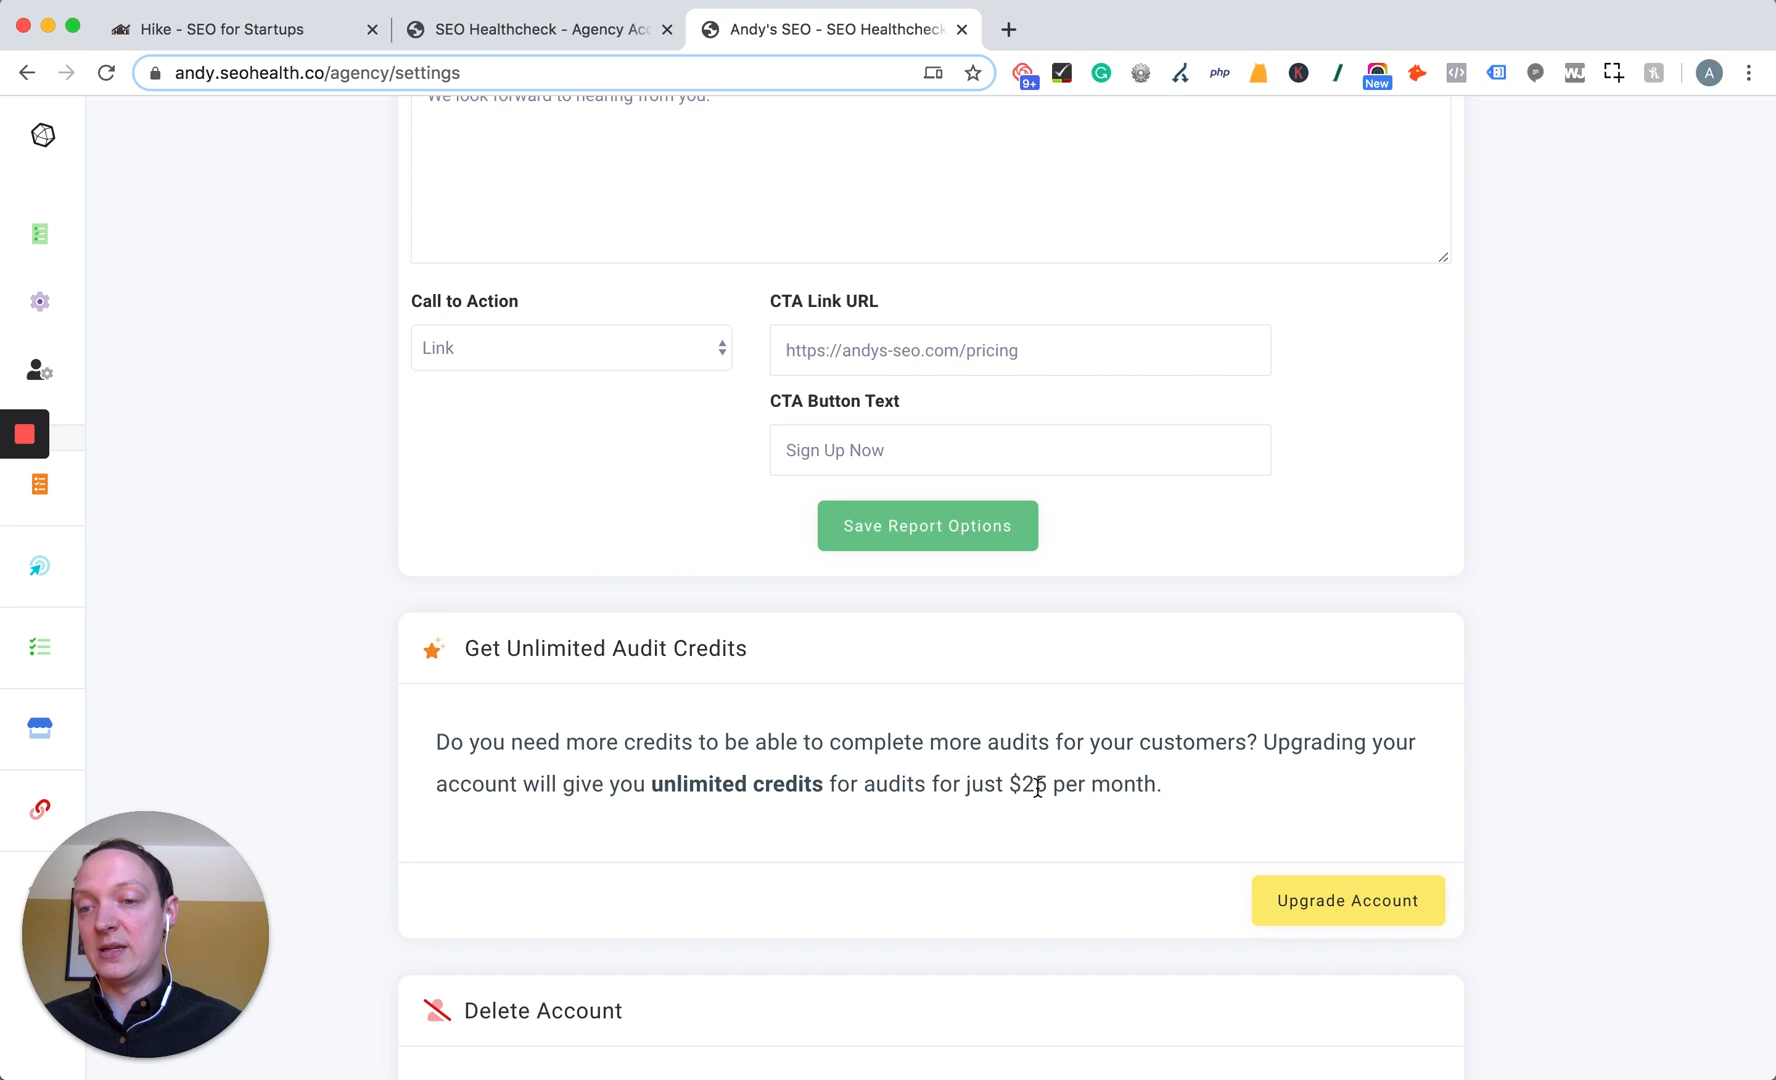 Hike - SEO for Startups
SEO Healthcheck - Agency Acc
Andy's SEO - SEO Healthcheck
andy.seohealth.co/agency/settings
9+
php
K
New
WJ
A
We look forward to hearing from you.
Call to Action
CTA Link URL
Link
https://andys-seo.com/pricing
CTA Button Text
Sign Up Now
Save Report Options
Get Unlimited Audit Credits
Do you need more credits to be able to complete more audits for your customers? Upgrading your
account will give you unlimited credits for audits for just $25 per month.
Upgrade Account
Delete Account